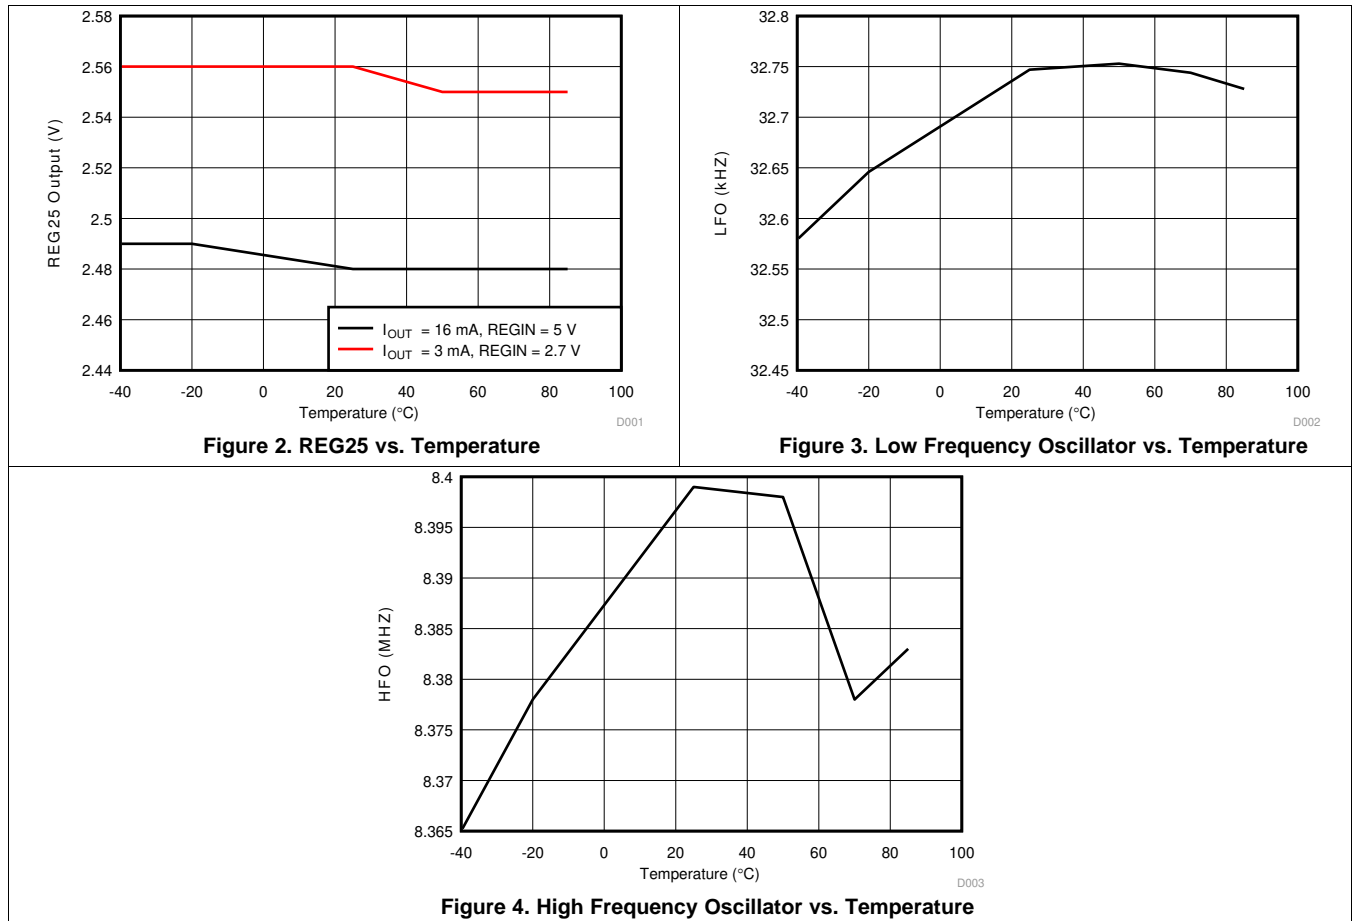 2.58
2.56
2.54
2.52
2.5
2.48
2.46
2.44
REG25 Output (V)
IOUT = 16 mA, REGIN = 5 V
IOUT = 3 mA, REGIN = 2.7 V
-40 -20 0 20 40 60 80 100
Temperature (°C)
D001
Figure 2. REG25 vs. Temperature
32.8
32.75
32.7
32.65
32.6
32.55
32.5
32.45
LFO (kHZ)
-40 -20 0 20 40 60 80 100
Temperature (°C)
D002
Figure 3. Low Frequency Oscillator vs. Temperature
8.4
8.395
8.39
8.385
8.38
8.375
8.37
8.365
HFO (MHZ)
-40 -20 0 20 40 60 80 100
Temperature (°C)
D003
Figure 4. High Frequency Oscillator vs. Temperature